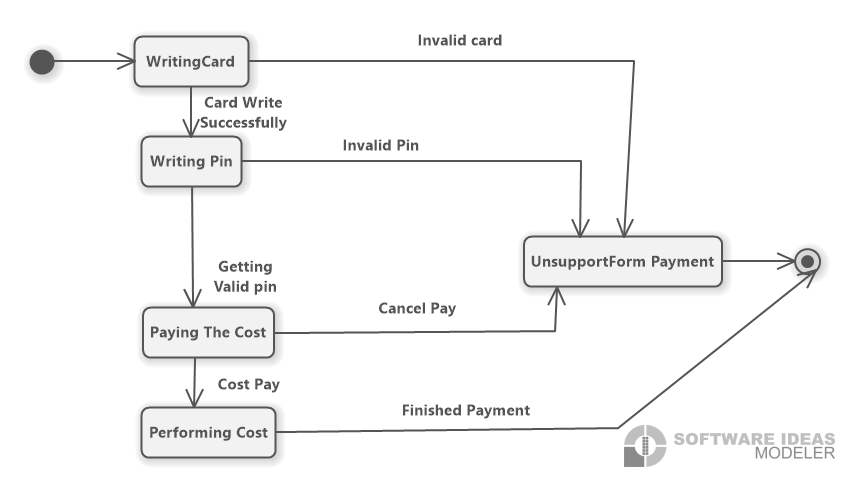 Invalid card
WritingCard
Card Write
Successfully
Invalid Pin
Writing Pin
UnsupportForm Payment
Getting
Valid pin
Cancel Pay
Paying The Cost
Cost Pay
Finished Payment
Performing Cost
SOFTWARE IDEAS
MODELER